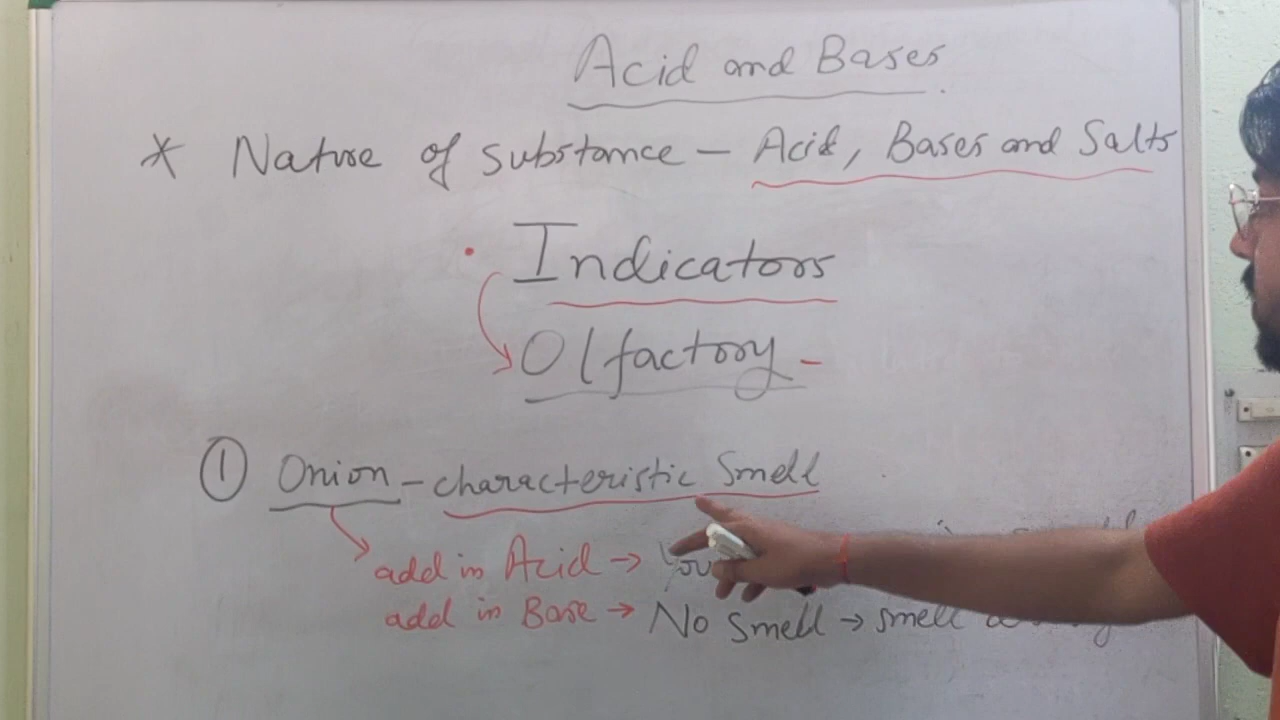 Acid and Bases
* Nature of substance - Acid, Bases and Salts
. Indicators
Olfactory -
① Onion - characteristic Smell
add in Acid → You
add in Base → No Smell → smell